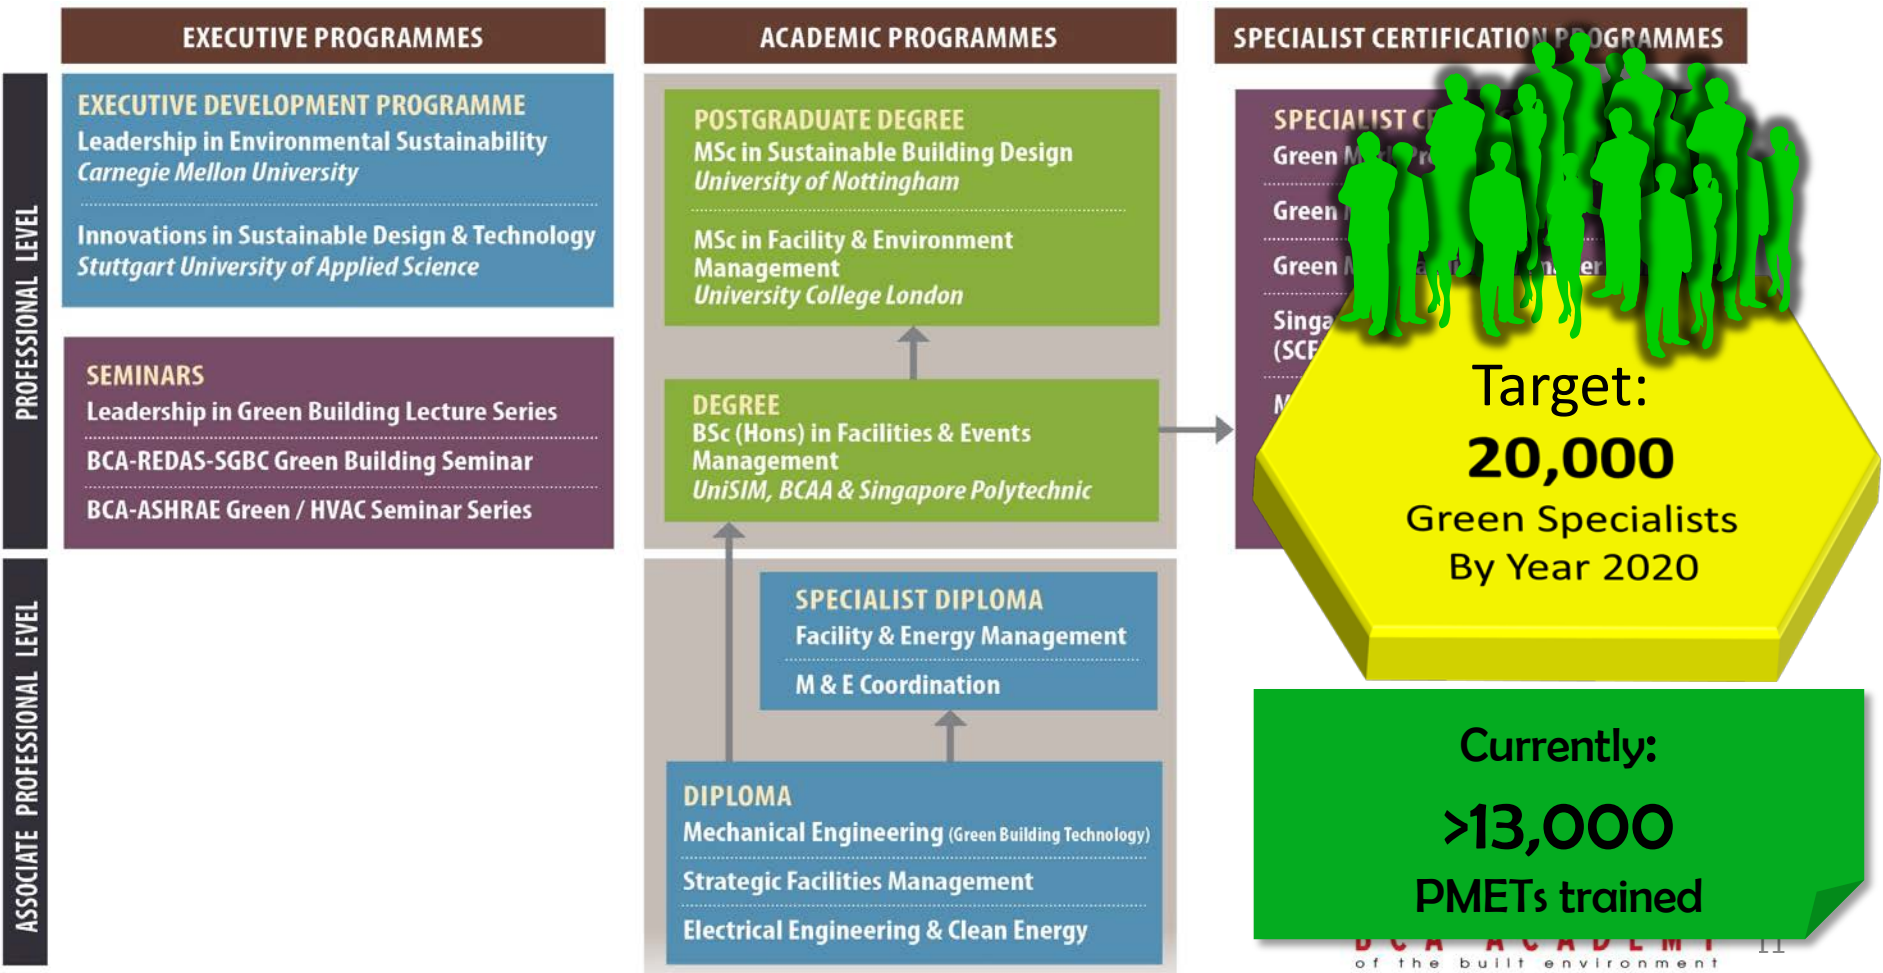 EXECUTIVE PROGRAMMES
ACADEMIC PROGRAMMES
SPECIALIST CERTIFICATION PROGRAMMES
PROFESSIONAL LEVEL
EXECUTIVE DEVELOPMENT PROGRAMME
Leadership in Environmental Sustainability
Carnegie Mellon University
Innovations in Sustainable Design & Technology
Stuttgart University of Applied Science
SEMINARS
Leadership in Green Building Lecture Series
BCA-REDAS-SGBC Green Building Seminar
BCA-ASHRAE Green / HVAC Seminar Series
POSTGRADUATE DEGREE
MSc in Sustainable Building Design
University of Nottingham
MSc in Facility & Environment
Management
University College London
DEGREE
BSc (Hons) in Facilities & Events
Management
UniSIM, BCAA & Singapore Polytechnic
SPECIALIST
Green
Green
Green
ASSOCIATE PROFESSIONAL LEVEL
SPECIALIST DIPLOMA
Facility & Energy Management
M & E Coordination
DIPLOMA
Mechanical Engineering (Green Building Technology)
Strategic Facilities Management
Electrical Engineering & Clean Energy
Target:
20,000
Green Specialists
By Year 2020
Currently:
>13,000
PMETs trained
BCA ACADEMY
of the built environment
11